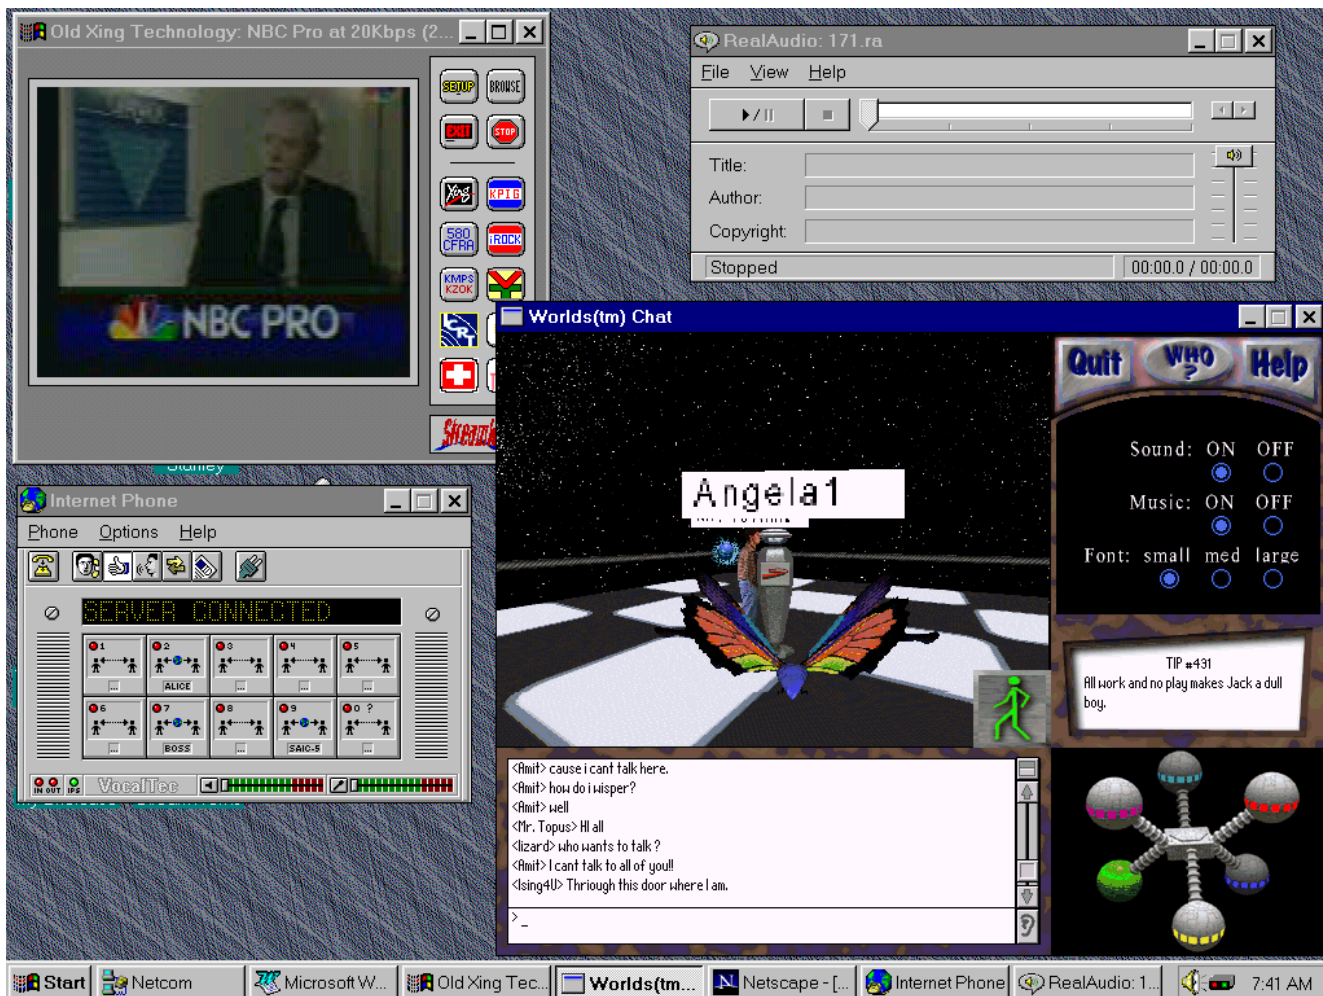 Old Xing Technology: NBC Pro at 20Kbps (2...
SETUP
BROWSE
EXIT
STOP
Xing
KPIG
580
CFRA
iROCK
KMPS
KZOK
ICRT
NBC PRO
Streamw
Stanley
RealAudio: 171.ra
File View Help
Title:
Author:
Copyright:
Stopped
00:00.0 / 00:00.0
Internet Phone
Phone Options Help
SERVER CONNECTED
1 2 3 4 5
... ALICE ... ... ...
6 7 8 9 0 ?
... BOSS ... SAIC-5 ...
IN OUT IPS
VocalTec
Worlds(tm) Chat
Angela1
Quit
WHO
?
Help
Sound: ON OFF
Music: ON OFF
Font: small med large
TIP #431
All work and no play makes Jack a dull
boy.
<Amit> cause i cant talk here.
<Amit> how do i wisper?
<Amit> well
<Mr. Topus> HI all
<lizard> who wants to talk ?
<Amit> I cant talk to all of you!!
<Ising4U> Thriough this door where I am.
>_
Start
Netcom
Microsoft W...
Old Xing Tec...
Worlds(tm...
Netscape - [...
Internet Phone
RealAudio: 1...
7:41 AM